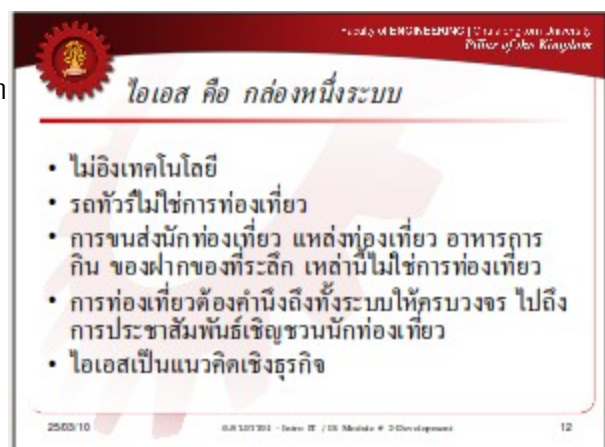 Faculty of ENGINEERING | Chulalongkorn University
Pillar of the Kingdom
ไอเอส คือ กล่องหนึ่งระบบ
• ไม่อิงเทคโนโลยี
• รถทัวร์ไม่ใช่การท่องเที่ยว
• การขนส่งนักท่องเที่ยว แหล่งท่องเที่ยว อาหารการ
กิน ของฝากของที่ระลึก เหล่านี้ไม่ใช่การท่องเที่ยว
• การท่องเที่ยวต้องคำนึงถึงทั้งระบบให้ครบวงจร ไปถึง
การประชาสัมพันธ์เชิญชวนนักท่องเที่ยว
• ไอเอสเป็นแนวคิดเชิงธุรกิจ
25/03/10
- Intro IT / IS Module # 2-Development
12